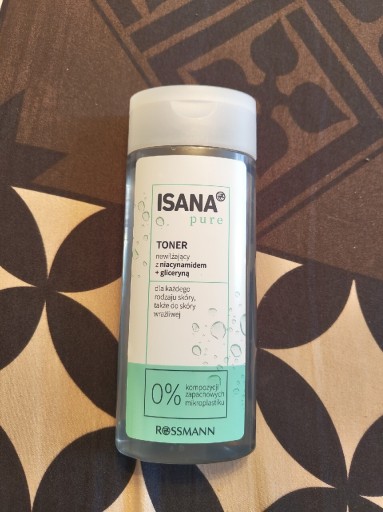 ISANA
pure
TONER
nawilżający
z niacynamidem
+ gliceryną
dla każdego
rodzaju skóry,
także do skóry
wrażliwej
0%
kompozycji
zapachowych
mikroplastiku
ROSSMANN